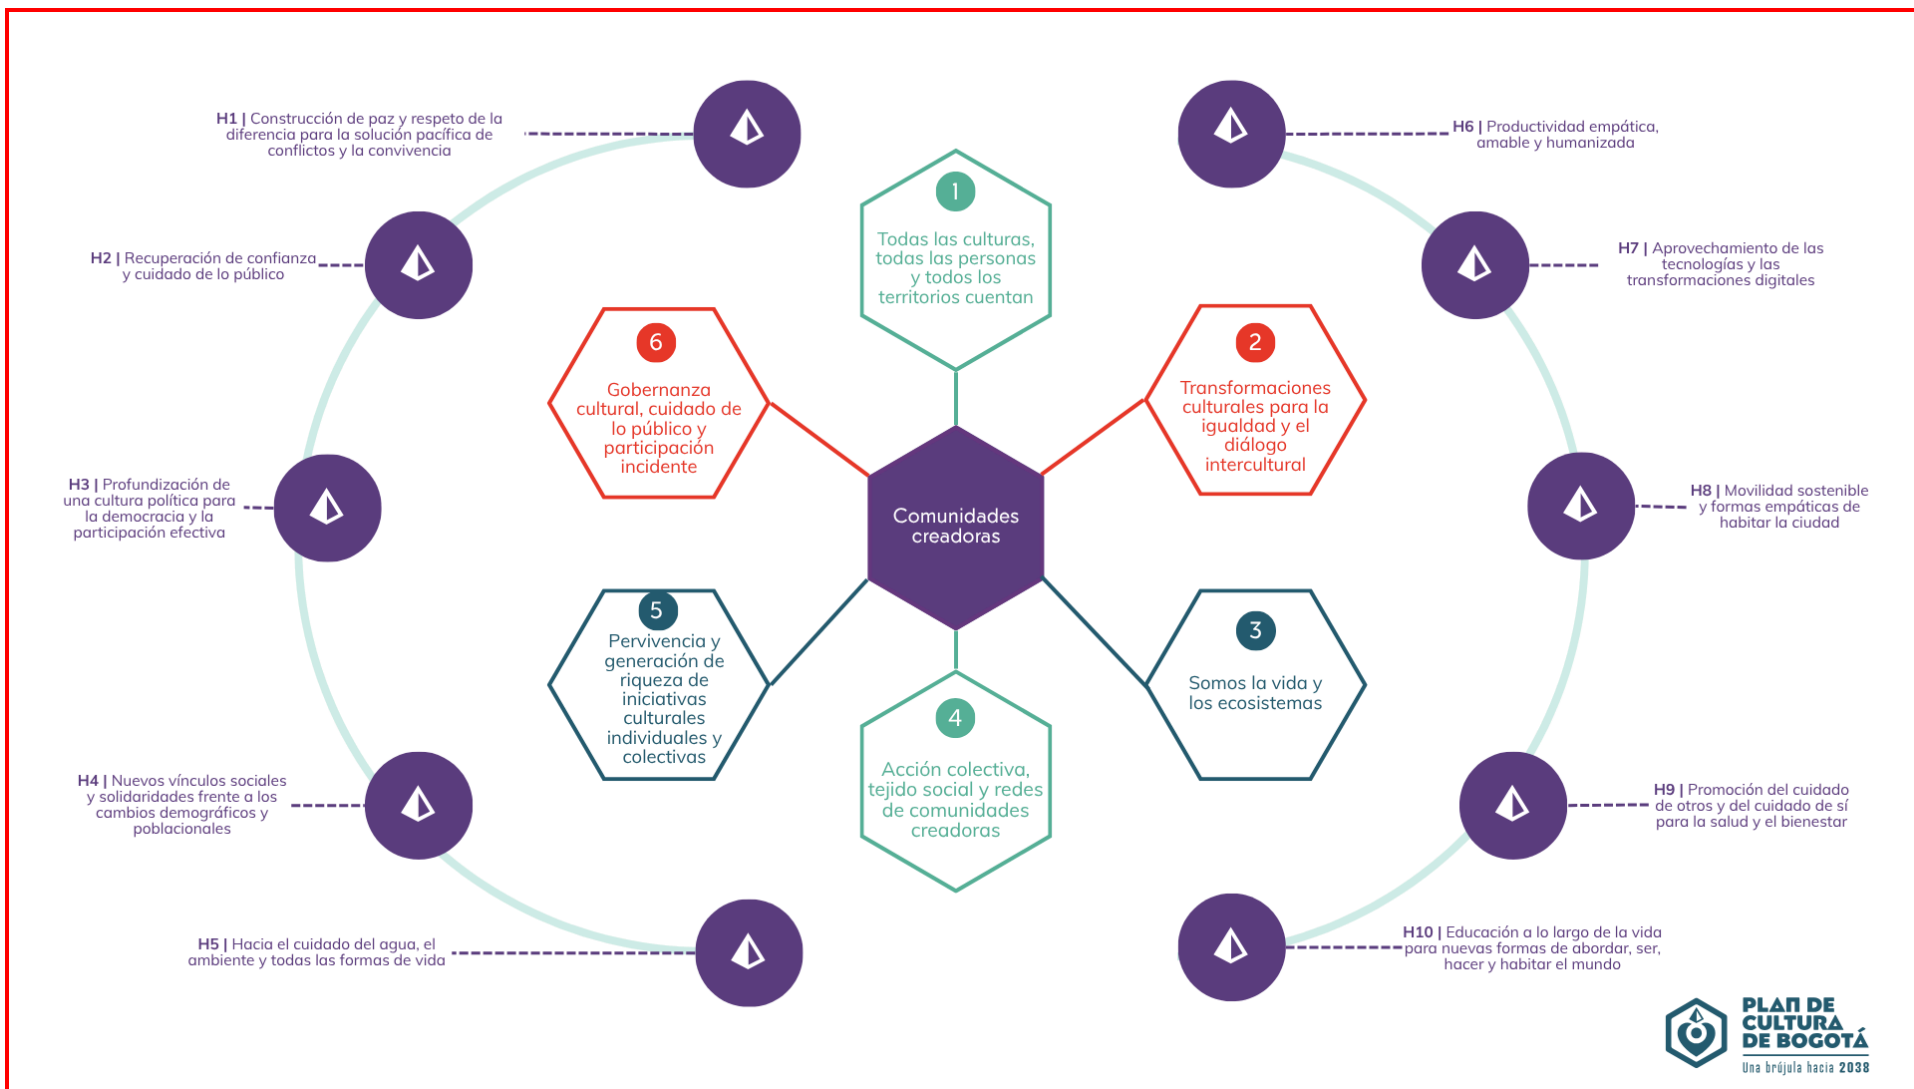 H1 | Construcción de paz y respeto de la
diferencia para la solución pacífica de
conflictos y la convivencia
H2 | Recuperación de confianza
y cuidado de lo público
H3 | Profundización de
una cultura política para
la democracia y la
participación efectiva
H4 | Nuevos vínculos sociales
y solidaridades frente a los
cambios demográficos y
poblacionales
H5 | Hacia el cuidado del agua, el
ambiente y todas las formas de vida
1
Todas las culturas,
todas las personas
y todos los
territorios cuentan
2
Transformaciones
culturales para la
igualdad y el
diálogo
intercultural
3
Somos la vida y
los ecosistemas
4
Acción colectiva,
tejido social y redes
de comunidades
creadoras
5
Pervivencia y
generación de
riqueza de
iniciativas
culturales
individuales y
colectivas
6
Gobernanza
cultural, cuidado de
lo público y
participación
incidente
Comunidades
creadoras
H6 | Productividad empática,
amable y humanizada
H7 | Aprovechamiento de las
tecnologías y las
transformaciones digitales
H8 | Movilidad sostenible
y formas empáticas de
habitar la ciudad
H9 | Promoción del cuidado
de otros y del cuidado de sí
para la salud y el bienestar
H10 | Educación a lo largo de la vida
para nuevas formas de abordar, ser,
hacer y habitar el mundo
PLAN DE
CULTURA
DE BOGOTÁ
Una brújula hacia 2038